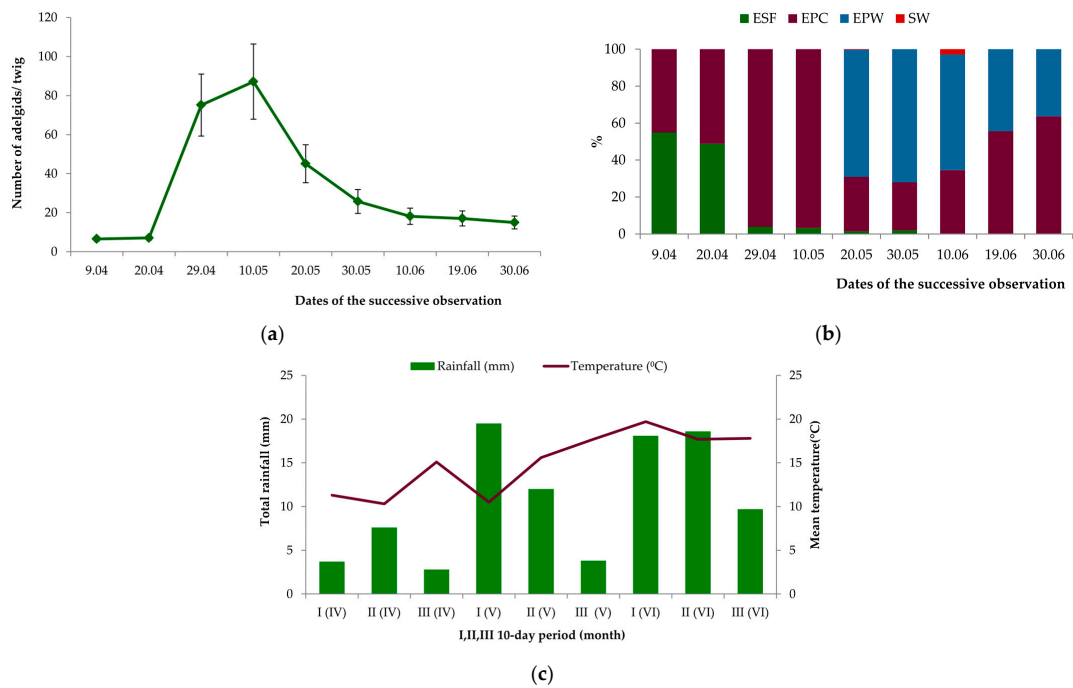 120
100
80
60
40
20
0
Number of adelgids/ twig
9.04 20.04 29.04 10.05 20.05 30.05 10.06 19.06 30.06
Dates of the successive observation
(a)
ESF EPC EPW SW
100
80
60
40
20
0
%
9.04 20.04 29.04 10.05 20.05 30.05 10.06 19.06 30.06
Dates of the successive observation
(b)
Rainfall (mm) Temperature (⁰C)
25
20
15
10
5
0
Total rainfall (mm)
25
20
15
10
5
0
Mean temperature(°C)
I (IV) II (IV) III (IV) I (V) II (V) III (V) I (VI) II (VI) III (VI)
I,II,III 10-day period (month)
(c)